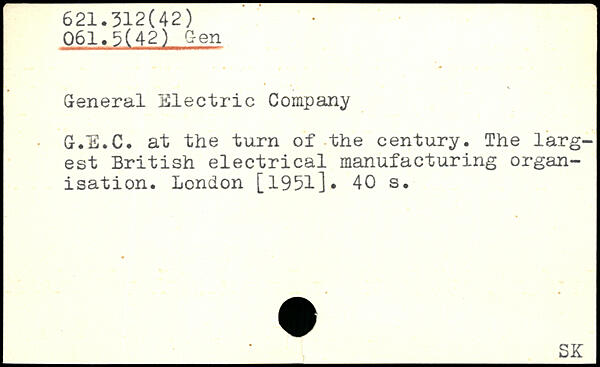 621.312(42)
061.5(42) Gen
General Electric Company
G.E.C. at the turn of the century. The larg-
est British electrical manufacturing organ-
isation. London [1951]. 40 s.
SK